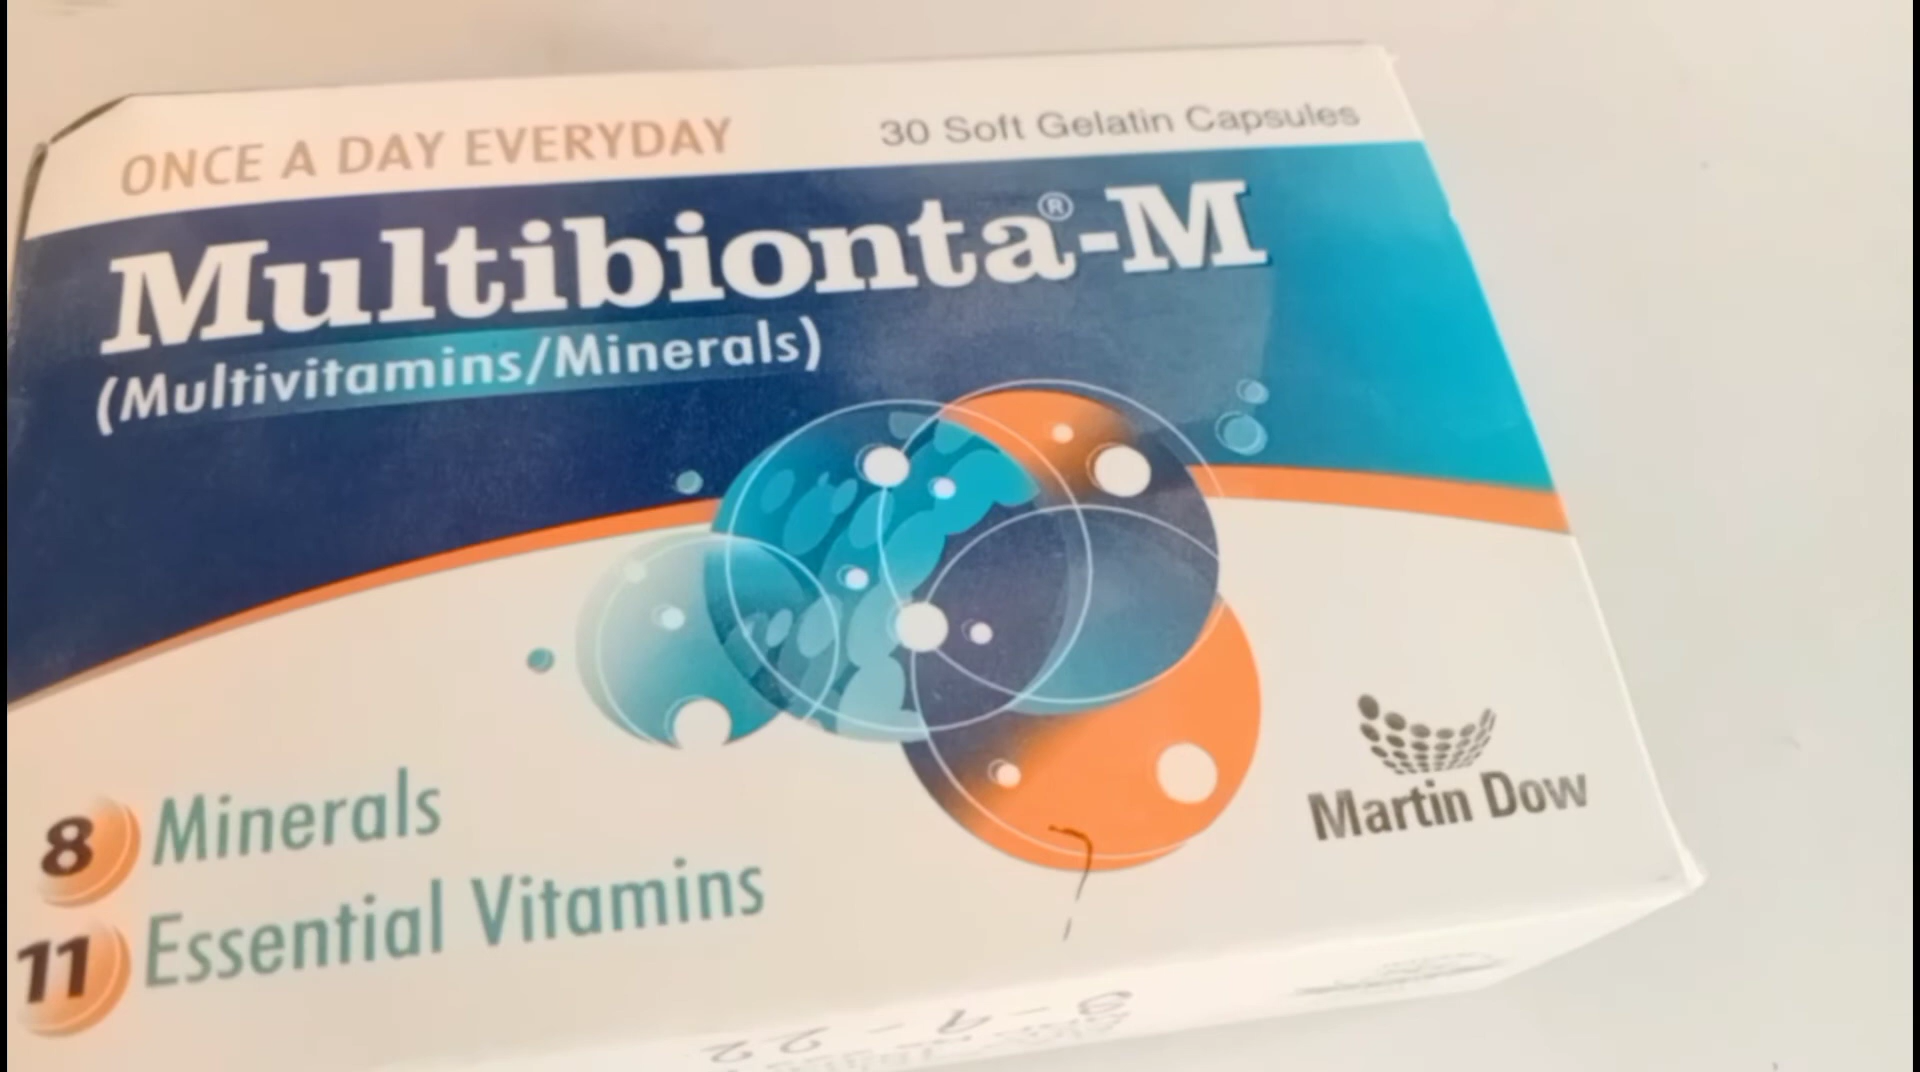 ONCE A DAY EVERYDAY
30 Soft Gelatin Capsules
Multibionta®-M
(Multivitamins/Minerals)
8 Minerals
11 Essential Vitamins
Martin Dow